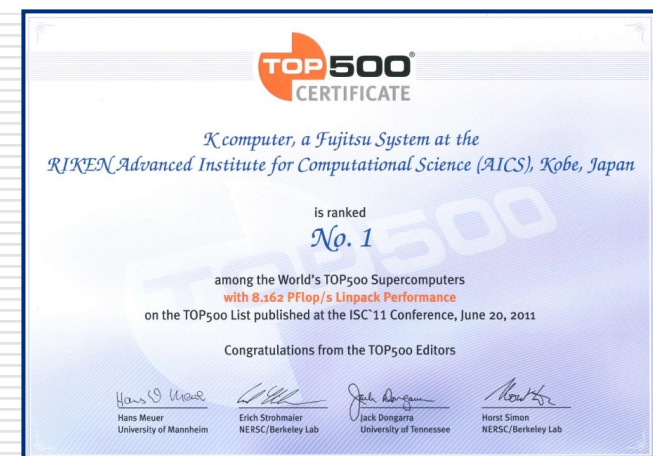 TOP 500®
CERTIFICATE
K computer, a Fujitsu System at the
RIKEN Advanced Institute for Computational Science (AICS), Kobe, Japan
is ranked
No. 1
among the World's TOP500 Supercomputers
with 8.162 PFlop/s Linpack Performance
on the TOP500 List published at the ISC`11 Conference, June 20, 2011
Congratulations from the TOP500 Editors
Hans Meuer
University of Mannheim
Erich Strohmaier
NERSC/Berkeley Lab
Jack Dongarra
University of Tennessee
Horst Simon
NERSC/Berkeley Lab